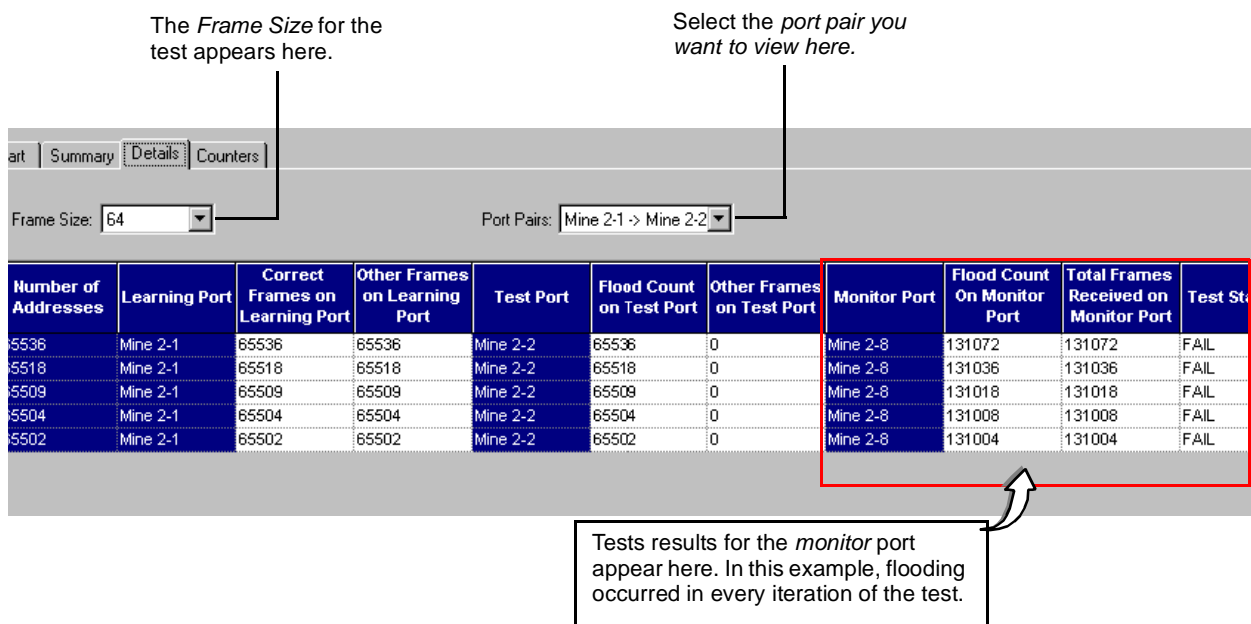 The Frame Size for the
test appears here.
Select the port pair you
want to view here.
art Summary Details Counters
Frame Size: 64 Port Pairs: Mine 2-1 -> Mine 2-2
Number of Addresses Learning Port Correct Frames on Learning Port Other Frames on Learning Port Test Port Flood Count on Test Port Other Frames on Test Port Monitor Port Flood Count On Monitor Port Total Frames Received on Monitor Port Test Sta
65536 Mine 2-1 65536 65536 Mine 2-2 65536 0 Mine 2-8 131072 131072 FAIL
65518 Mine 2-1 65518 65518 Mine 2-2 65518 0 Mine 2-8 131036 131036 FAIL
65509 Mine 2-1 65509 65509 Mine 2-2 65509 0 Mine 2-8 131018 131018 FAIL
65504 Mine 2-1 65504 65504 Mine 2-2 65504 0 Mine 2-8 131008 131008 FAIL
65502 Mine 2-1 65502 65502 Mine 2-2 65502 0 Mine 2-8 131004 131004 FAIL
Tests results for the monitor port
appear here. In this example, flooding
occurred in every iteration of the test.